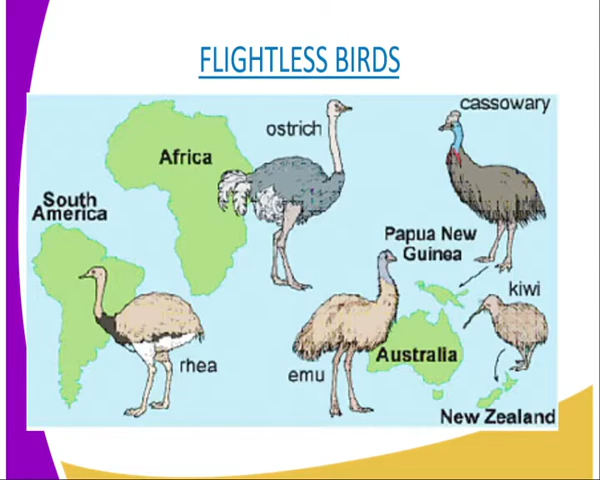 FLIGHTLESS BIRDS
cassowary
ostrich
Africa
South
America
Papua New
Guinea
kiwi
Australia
rhea
emu
New Zealand